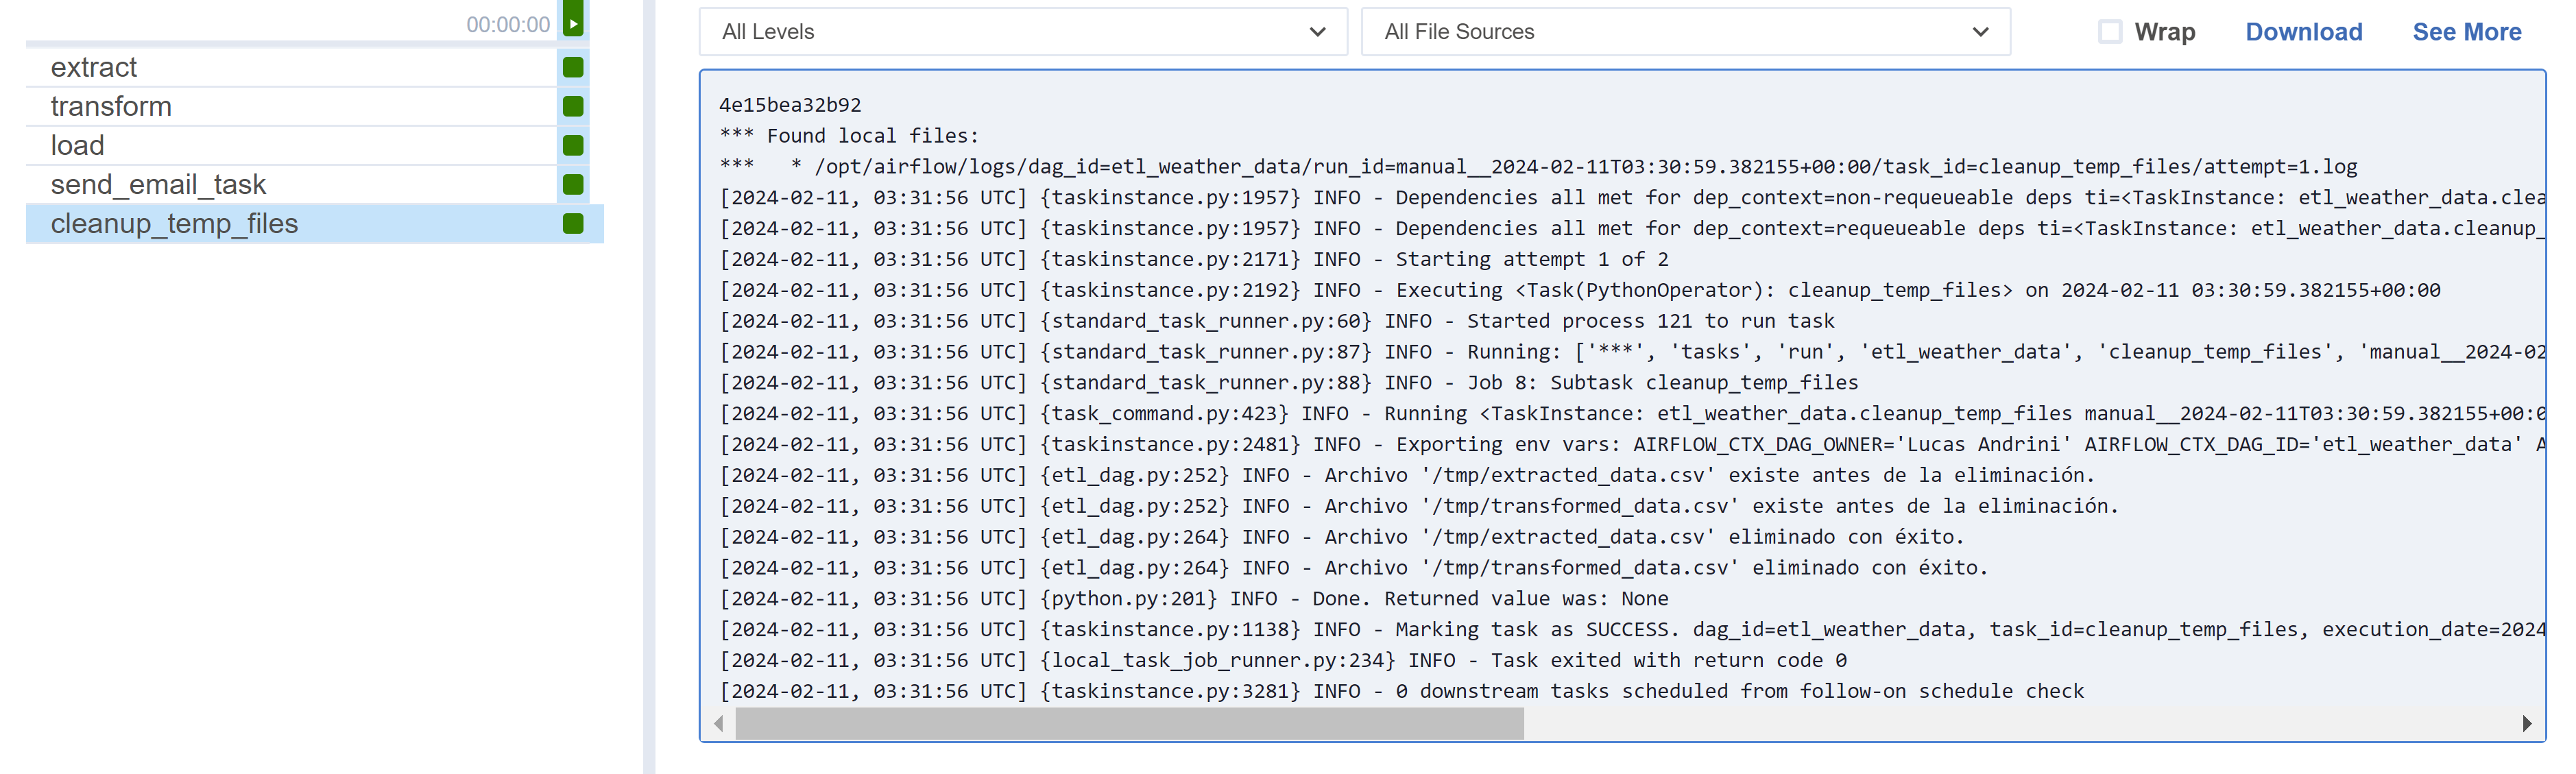 00:00:00
extract
transform
load
send_email_task
cleanup_temp_files
All Levels
All File Sources
Wrap
Download
See More
4e15bea32b92
*** Found local files:
***   * /opt/airflow/logs/dag_id=etl_weather_data/run_id=manual__2024-02-11T03:30:59.382155+00:00/task_id=cleanup_temp_files/attempt=1.log
[2024-02-11, 03:31:56 UTC] {taskinstance.py:1957} INFO - Dependencies all met for dep_context=non-requeueable deps ti=<TaskInstance: etl_weather_data.clea
[2024-02-11, 03:31:56 UTC] {taskinstance.py:1957} INFO - Dependencies all met for dep_context=requeueable deps ti=<TaskInstance: etl_weather_data.cleanup_
[2024-02-11, 03:31:56 UTC] {taskinstance.py:2171} INFO - Starting attempt 1 of 2
[2024-02-11, 03:31:56 UTC] {taskinstance.py:2192} INFO - Executing <Task(PythonOperator): cleanup_temp_files> on 2024-02-11 03:30:59.382155+00:00
[2024-02-11, 03:31:56 UTC] {standard_task_runner.py:60} INFO - Started process 121 to run task
[2024-02-11, 03:31:56 UTC] {standard_task_runner.py:87} INFO - Running: ['***', 'tasks', 'run', 'etl_weather_data', 'cleanup_temp_files', 'manual__2024-02
[2024-02-11, 03:31:56 UTC] {standard_task_runner.py:88} INFO - Job 8: Subtask cleanup_temp_files
[2024-02-11, 03:31:56 UTC] {task_command.py:423} INFO - Running <TaskInstance: etl_weather_data.cleanup_temp_files manual__2024-02-11T03:30:59.382155+00:0
[2024-02-11, 03:31:56 UTC] {taskinstance.py:2481} INFO - Exporting env vars: AIRFLOW_CTX_DAG_OWNER='Lucas Andrini' AIRFLOW_CTX_DAG_ID='etl_weather_data' A
[2024-02-11, 03:31:56 UTC] {etl_dag.py:252} INFO - Archivo '/tmp/extracted_data.csv' existe antes de la eliminación.
[2024-02-11, 03:31:56 UTC] {etl_dag.py:252} INFO - Archivo '/tmp/transformed_data.csv' existe antes de la eliminación.
[2024-02-11, 03:31:56 UTC] {etl_dag.py:264} INFO - Archivo '/tmp/extracted_data.csv' eliminado con éxito.
[2024-02-11, 03:31:56 UTC] {etl_dag.py:264} INFO - Archivo '/tmp/transformed_data.csv' eliminado con éxito.
[2024-02-11, 03:31:56 UTC] {python.py:201} INFO - Done. Returned value was: None
[2024-02-11, 03:31:56 UTC] {taskinstance.py:1138} INFO - Marking task as SUCCESS. dag_id=etl_weather_data, task_id=cleanup_temp_files, execution_date=2024
[2024-02-11, 03:31:56 UTC] {local_task_job_runner.py:234} INFO - Task exited with return code 0
[2024-02-11, 03:31:56 UTC] {taskinstance.py:3281} INFO - 0 downstream tasks scheduled from follow-on schedule check